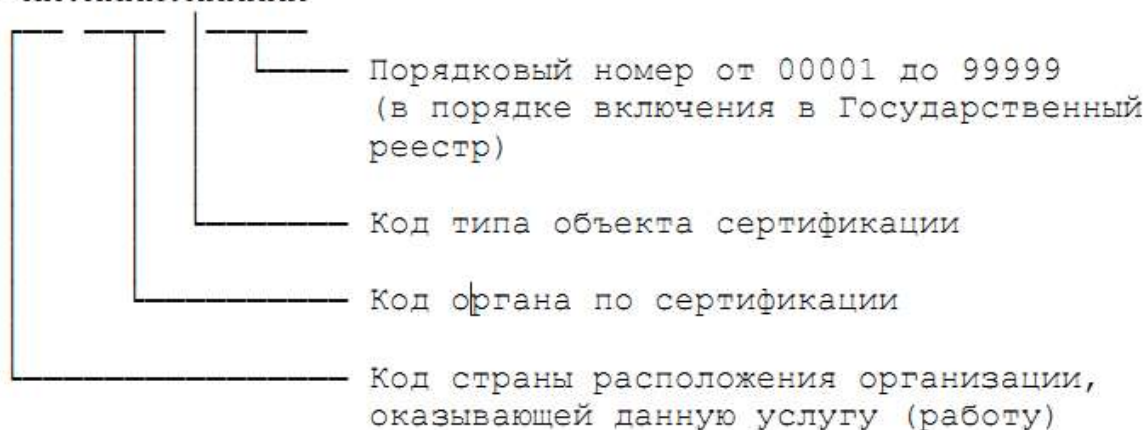 Порядковый номер от 00001 до 99999
(в порядке включения в Государственный
реестр)
Код типа объекта сертификации
Код органа по сертификации
Код страны расположения организации,
оказывающей данную услугу (работу)